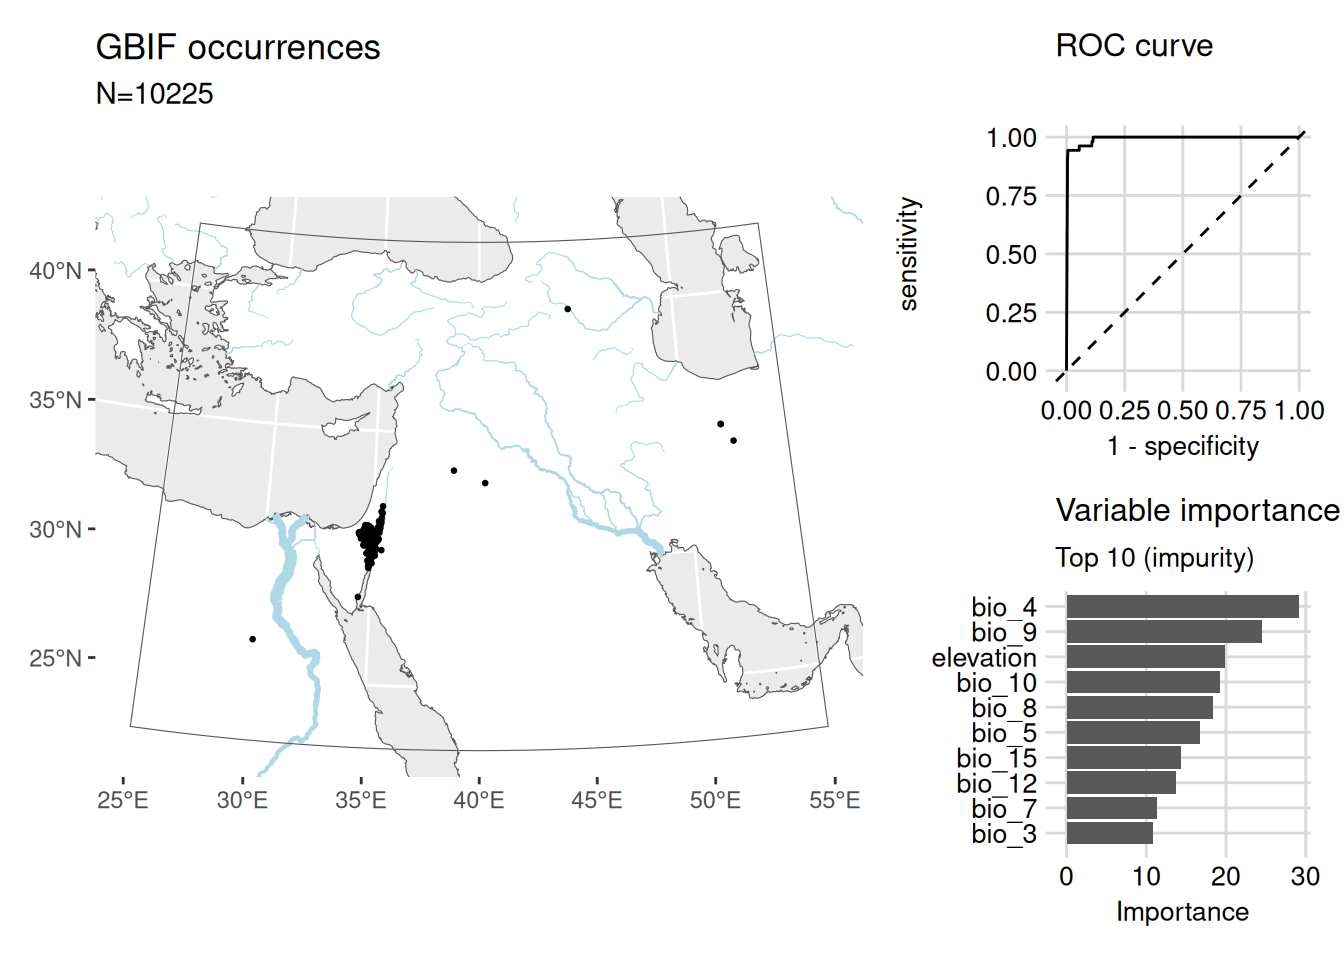 GBIF occurrences
N=10225
40°N
35°N
30°N
25°N
25°E 30°E 35°E 40°E 45°E 50°E 55°E
ROC curve
sensitivity
1.00
0.75
0.50
0.25
0.00
0.00 0.25 0.50 0.75 1.00
1 - specificity
Variable importance
Top 10 (impurity)
bio_4
bio_9
elevation
bio_10
bio_8
bio_5
bio_15
bio_12
bio_7
bio_3
0 10 20 30
Importance